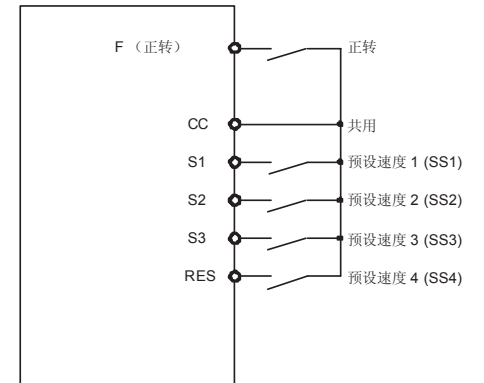 F （正转） 正转
CC 共用
S1 预设速度 1 (SS1)
S2 预设速度 2 (SS2)
S3 预设速度 3 (SS3)
RES 预设速度 4 (SS4)